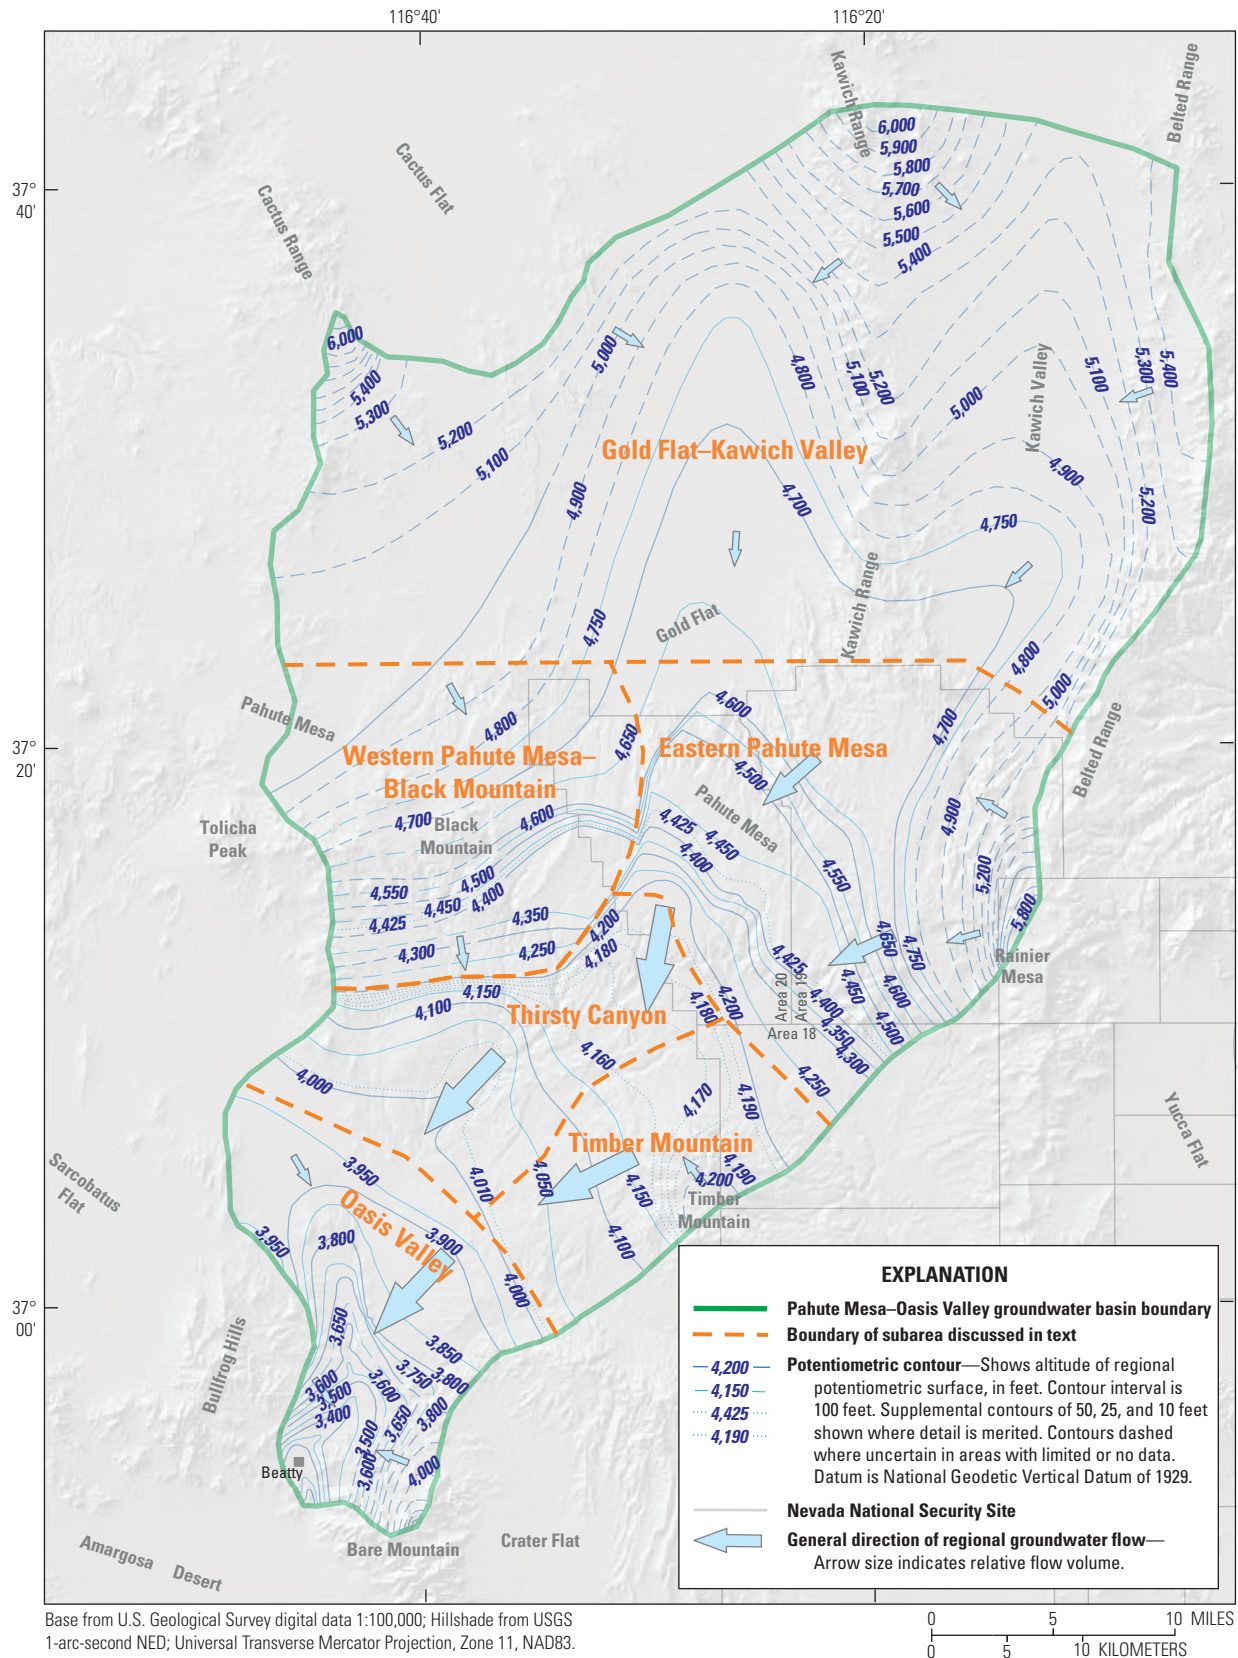 116°40'
116°20'
Kawich Range
Belted Range
6,000
5,900
5,800
5,700
5,600
5,500
5,400
Cactus Flat
37°
40'
Cactus Range
6,000
5,400
5,300
5,200
5,100
5,000
4,900
4,800
5,100
5,200
5,000
Kawich Valley
5,100
5,300
5,400
Gold Flat–Kawich Valley
4,700
4,900
4,750
5,200
4,750
Gold Flat
Kawich Range
4,800
5,000
Pahute Mesa
4,800
4,650
4,600
4,700
Belted Range
37°
20'
Western Pahute Mesa–
Black Mountain
Eastern Pahute Mesa
4,500
Pahute Mesa
Tolicha
Peak
4,700
Black
Mountain
4,600
4,425
4,450
4,400
4,900
4,550
4,500
4,450
4,400
4,425
4,350
4,300
4,250
4,200
4,180
4,550
5,200
5,800
4,650
4,750
Rainier
Mesa
4,425
4,450
4,600
4,400
4,500
4,350
4,300
Area 20
Area 19
Area 18
4,150
4,100
Thirsty Canyon
4,180
4,200
4,160
4,250
4,000
4,170
4,190
Timber Mountain
4,190
4,200
Timber
Mountain
Yucca Flat
Sarcobatus
Flat
3,950
4,010
4,050
4,150
4,100
Oasis Valley
3,950
3,800
3,900
4,000
37°
00'
3,650
3,850
3,800
3,750
3,600
3,600
3,500
3,400
3,650
3,800
3,500
3,600
4,000
Bullfrog Hills
Beatty
Bare Mountain
Crater Flat
Amargosa Desert
EXPLANATION
Pahute Mesa–Oasis Valley groundwater basin boundary
Boundary of subarea discussed in text
4,200 Potentiometric contour—Shows altitude of regional
4,150 potentiometric surface, in feet. Contour interval is
4,425 100 feet. Supplemental contours of 50, 25, and 10 feet
4,190 shown where detail is merited. Contours dashed
where uncertain in areas with limited or no data.
Datum is National Geodetic Vertical Datum of 1929.
Nevada National Security Site
General direction of regional groundwater flow—
Arrow size indicates relative flow volume.
Base from U.S. Geological Survey digital data 1:100,000; Hillshade from USGS
1-arc-second NED; Universal Transverse Mercator Projection, Zone 11, NAD83.
0 5 10 MILES
0 5 10 KILOMETERS